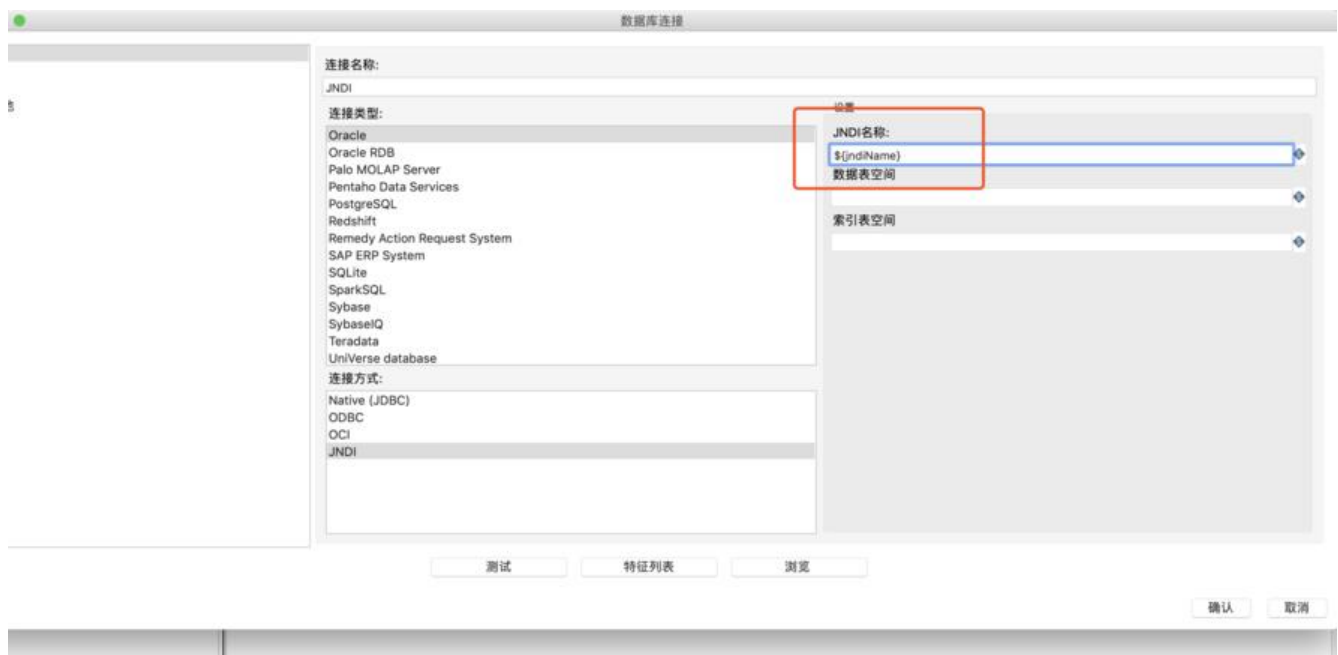 数据库连接
连接名称:
JNDI
连接类型:
Oracle
Oracle RDB
Palo MOLAP Server
Pentaho Data Services
PostgreSQL
Redshift
Remedy Action Request System
SAP ERP System
SQLite
SparkSQL
Sybase
SybaseIQ
Teradata
UniVerse database
连接方式:
Native (JDBC)
ODBC
OCI
JNDI
设置
JNDI名称:
${jndiName}
数据表空间
索引表空间
测试
特征列表
浏览
确认
取消